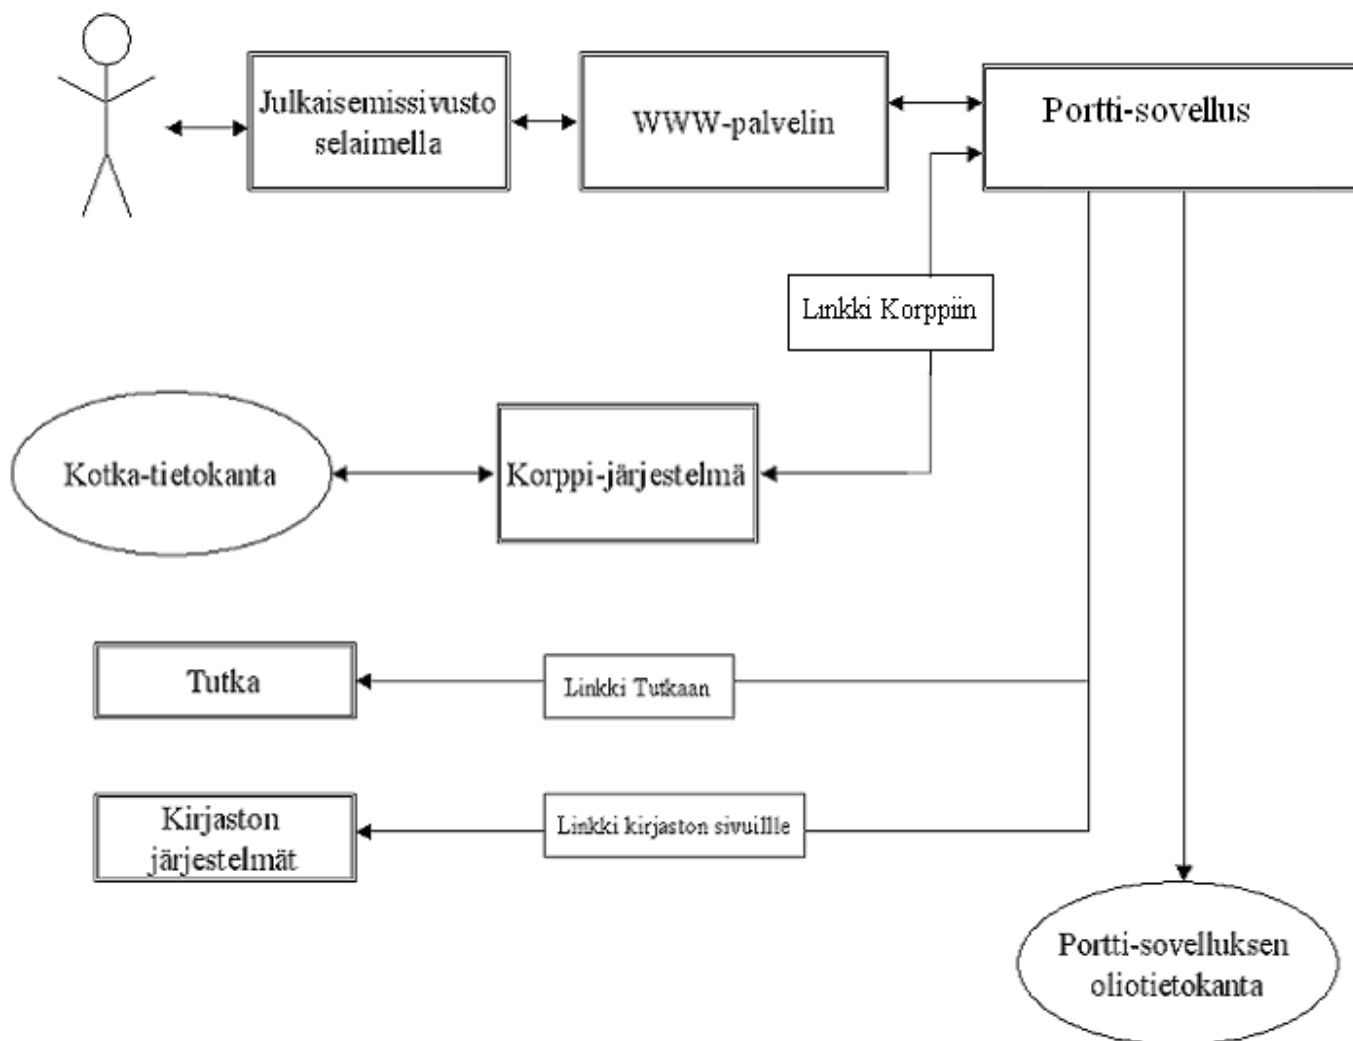 Julkaisemissivusto
selaimella
WWW-palvelin
Portti-sovellus
Linkki Korppiin
Kotka-tietokanta
Korppi-järjestelmä
Tutka
Linkki Tutkaan
Kirjaston
järjestelmät
Linkki kirjaston sivuillle
Portti-sovelluksen
oliotietokanta